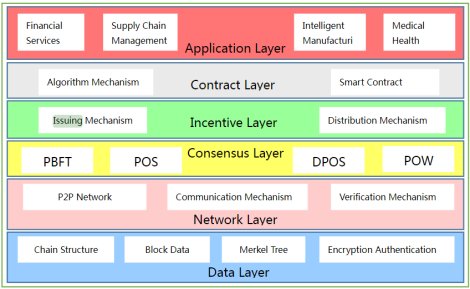 Financial
Services
Supply Chain
Management
Intelligent
Manufacturi
Medical
Health
Application Layer
Algorithm Mechanism
Contract Layer
Smart Contract
Issuing Mechanism
Incentive Layer
Distribution Mechanism
PBFT
POS
Consensus Layer
DPOS
POW
P2P Network
Communication Mechanism
Verification Mechanism
Network Layer
Chain Structure
Block Data
Merkel Tree
Encryption Authentication
Data Layer